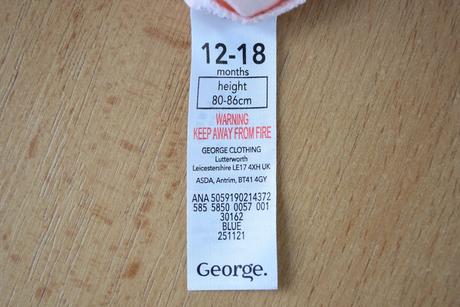 12-18
months
height
80-86cm
WARNING
KEEP AWAY FROM FIRE
GEORGE CLOTHING
Lutterworth
Leicestershire LE17 4XH UK
ASDA, Antrim, BT41 4GY
ANA 5059190214372
585 5850 0057 001
30162
BLUE
251121
George.